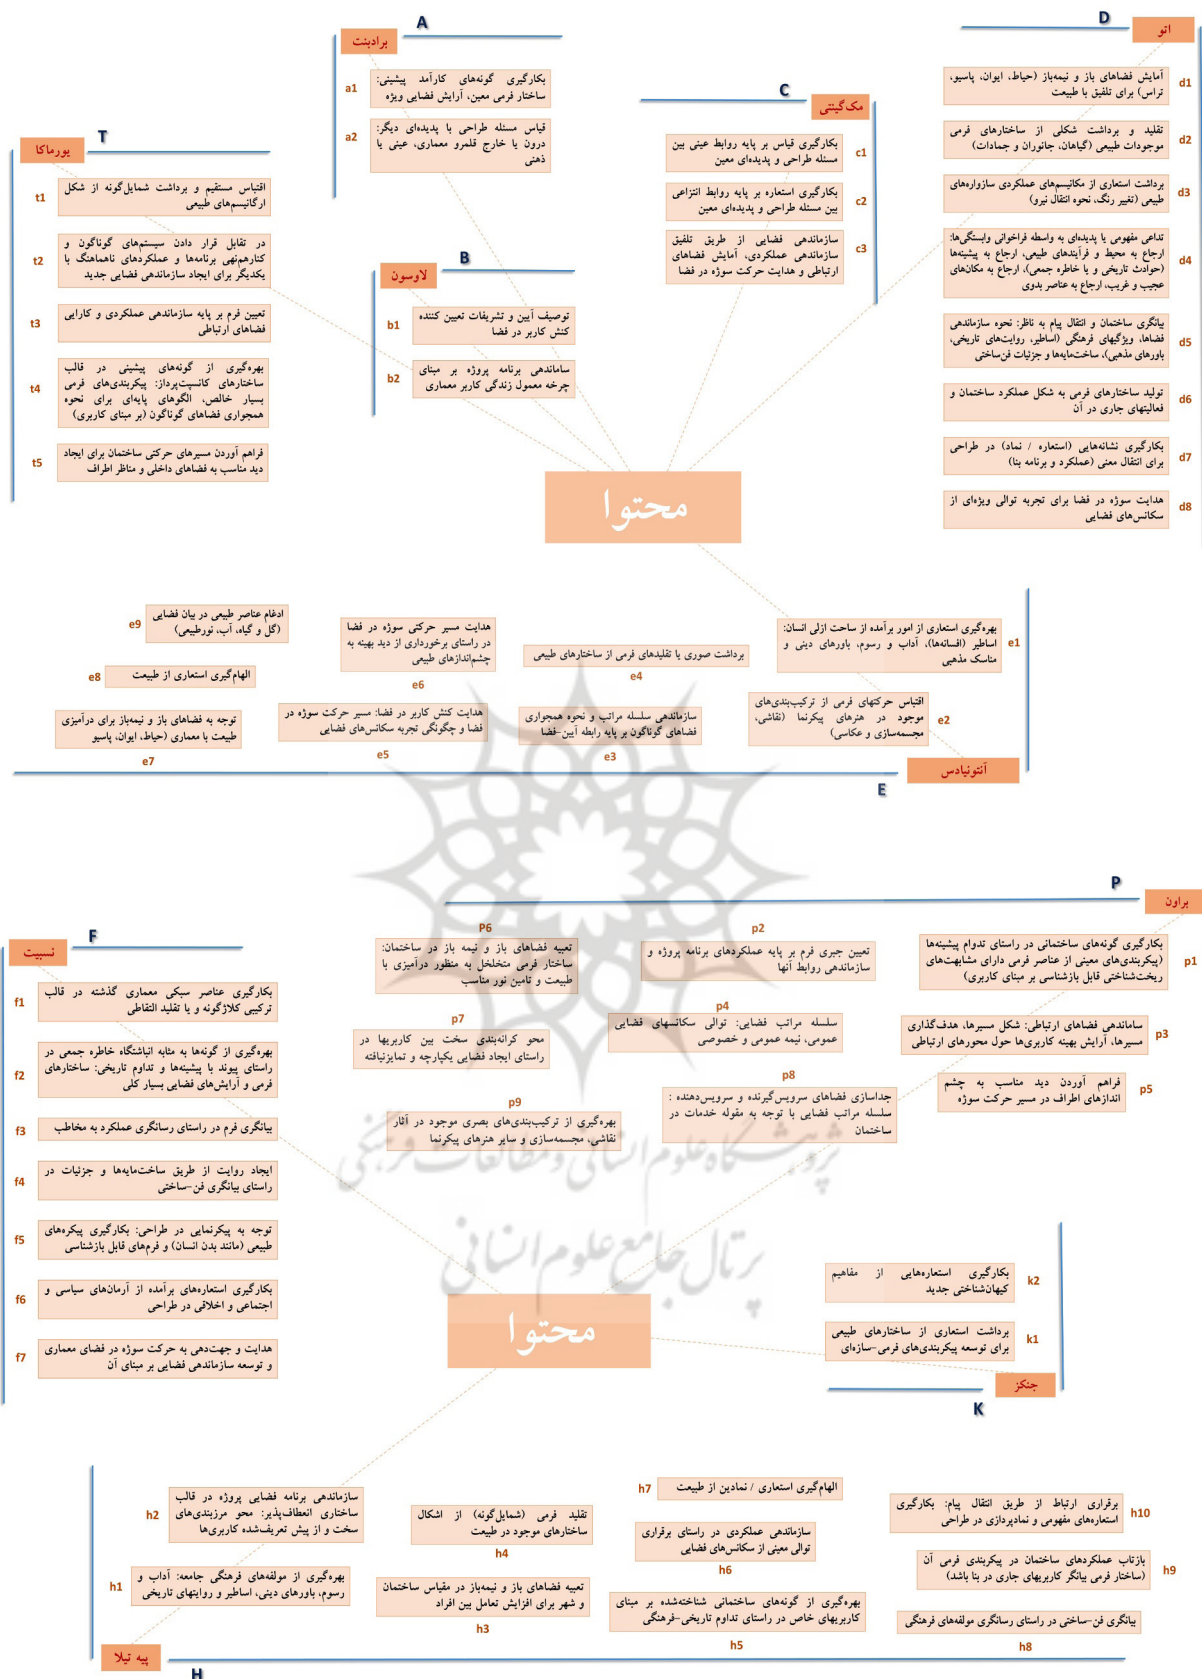 A
برادبنت
a1
بکارگیری گونه‌های کارآمد پیشینی:
ساختار فرمی معین، آرایش فضایی ویژه
a2
قیاس مسئله طراحی با پدیده‌ای دیگر:
درون یا خارج قلمرو معماری، عینی یا
ذهنی
D
اتو
d1
آمایش فضاهای باز و نیمه‌باز (حیاط، ایوان، پاسیو،
تراس) برای تلفیق با طبیعت
d2
تقلید و برداشت شکلی از ساختارهای فرمی
موجودات طبیعی (گیاهان، جانوران و جمادات)
d3
برداشت استعاری از مکانیسم‌های عملکردی سازواره‌های
طبیعی (تغییر رنگ، نحوه انتقال نیرو)
d4
تداعی مفهومی یا پدیده‌ای به واسطه فراخوانی وابستگی‌ها:
ارجاع به محیط و فرآیندهای طبیعی، ارجاع به پیشینه‌ها
(حوادث تاریخی و یا خاطره جمعی)، ارجاع به مکان‌های
عجیب و غریب، ارجاع به عناصر بدوی
d5
بیانگری ساختمان و انتقال پیام به ناظر: نحوه سازماندهی
فضاها، ویژگیهای فرهنگی (اساطیر، روایت‌های تاریخی،
باورهای مذهبی)، ساخت‌مایه‌ها و جزئیات فن‌ساختی
d6
تولید ساختارهای فرمی به شکل عملکرد ساختمان و
فعالیتهای جاری در آن
d7
بکارگیری نشانه‌هایی (استعاره / نماد) در طراحی
برای انتقال معنی (عملکرد و برنامه بنا)
d8
هدایت سوژه در فضا برای تجربه توالی ویژه‌ای از
سکانس‌های فضایی
C
مک‌گینتی
c1
بکارگیری قیاس بر پایه روابط عینی بین
مسئله طراحی و پدیده‌ای معین
c2
بکارگیری استعاره بر پایه روابط انتزاعی
بین مسئله طراحی و پدیده‌ای معین
c3
سازماندهی فضایی از طریق تلفیق
سازماندهی عملکردی، آمایش فضاهای
ارتباطی و هدایت حرکت سوژه در فضا
T
یورماکا
t1
اقتباس مستقیم و برداشت شمایل‌گونه از شکل
ارگانیسم‌های طبیعی
t2
در تقابل قرار دادن سیستم‌های گوناگون و
کنارهم‌نهی برنامه‌ها و عملکردهای ناهماهنگ با
یکدیگر برای ایجاد سازماندهی فضایی جدید
t3
تعیین فرم بر پایه سازماندهی عملکردی و کارایی
فضاهای ارتباطی
t4
بهره‌گیری از گونه‌های پیشینی در قالب
ساختارهای کانسپت‌پرداز: پیکربندی‌های فرمی
بسیار خالص، الگوهای پایه‌ای برای نحوه
همجواری فضاهای گوناگون (بر مبنای کاربری)
t5
فراهم آوردن مسیرهای حرکتی ساختمان برای ایجاد
دید مناسب به فضاهای داخلی و مناظر اطراف
B
لاوسون
b1
توصیف آیین و تشریفات تعیین کننده
کنش کاربر در فضا
b2
ساماندهی برنامه پروژه بر مبنای
چرخه معمول زندگی کاربر معماری
محتوا
e1
بهره‌گیری استعاری از امور برآمده از ساحت ازلی انسان:
اساطیر (افسانه‌ها)، آداب و رسوم، باورهای دینی و
مناسک مذهبی
e2
اقتباس حرکتهای فرمی از ترکیب‌بندی‌های
موجود در هنرهای پیکرنما (نقاشی،
مجسمه‌سازی و عکاسی)
برداشت صوری یا تقلیدهای فرمی از ساختارهای طبیعی
e4
سازماندهی سلسله مراتب و نحوه همجواری
فضاهای گوناگون بر پایه رابطه آیین-فضا
e3
هدایت مسیر حرکتی سوژه در فضا
در راستای برخورداری از دید بهینه به
چشم‌اندازهای طبیعی
e6
هدایت کنش کاربر در فضا: مسیر حرکت سوژه در
فضا و چگونگی تجربه سکانس‌های فضایی
e5
ادغام عناصر طبیعی در بیان فضایی
(گل و گیاه، آب، نورطبیعی)
e9
الهام‌گیری استعاری از طبیعت
e8
توجه به فضاهای باز و نیمه‌باز برای درآمیزی
طبیعت با معماری (حیاط، ایوان، پاسیو)
e7
آنتونیادس
E
P
براون
p1
بکارگیری گونه‌های ساختمانی در راستای تدوام پیشینه‌ها
(پیکربندی‌های معینی از عناصر فرمی دارای مشابهت‌های
ریخت‌شناختی قابل بازشناسی بر مبنای کاربری)
p3
ساماندهی فضاهای ارتباطی: شکل مسیرها، هدف‌گذاری
مسیرها، آرایش بهینه کاربری‌ها حول محورهای ارتباطی
p5
فراهم آوردن دید مناسب به چشم
اندازهای اطراف در مسیر حرکت سوژه
p2
تعیین جبری فرم بر پایه عملکردهای برنامه پروژه و
سازماندهی روابط آنها
p4
سلسله مراتب فضایی: توالی سکانسهای فضایی
عمومی، نیمه عمومی و خصوصی
p8
جداسازی فضاهای سرویس‌گیرنده و سرویس‌دهنده :
سلسله مراتب فضایی با توجه به مقوله خدمات در
ساختمان
P6
تعبیه فضاهای باز و نیمه باز در ساختمان:
ساختار فرمی متخلخل به منظور درآمیزی با
طبیعت و تامین نور مناسب
p7
محو کرانه‌بندی سخت بین کاربریها در
راستای ایجاد فضایی یکپارچه و تمایزنیافته
p9
بهره‌گیری از ترکیب‌بندی‌های بصری موجود در آثار
نقاشی، مجسمه‌سازی و سایر هنرهای پیکرنما
F
نسبیت
f1
بکارگیری عناصر سبکی معماری گذشته در قالب
ترکیبی کلاژگونه و یا تقلید التقاطی
f2
بهره‌گیری از گونه‌ها به مثابه انباشتگاه خاطره جمعی در
راستای پیوند با پیشینه‌ها و تداوم تاریخی: ساختارهای
فرمی و آرایش‌های فضایی بسیار کلی
f3
بیانگری فرم در راستای رسانگری عملکرد به مخاطب
f4
ایجاد روایت از طریق ساخت‌مایه‌ها و جزئیات در
راستای بیانگری فن-ساختی
f5
توجه به پیکرنمایی در طراحی: بکارگیری پیکره‌های
طبیعی (مانند بدن انسان) و فرم‌های قابل بازشناسی
f6
بکارگیری استعاره‌های برآمده از آرمان‌های سیاسی و
اجتماعی و اخلاقی در طراحی
f7
هدایت و جهت‌دهی به حرکت سوژه در فضای معماری
و توسعه سازماندهی فضایی بر مبنای آن
پژوهشگاه علوم انسانی و مطالعات فرهنگی
پرتال جامع علوم انسانی
محتوا
k2
بکارگیری استعاره‌هایی از مفاهیم
کیهان‌شناختی جدید
k1
برداشت استعاری از ساختارهای طبیعی
برای توسعه پیکربندی‌های فرمی-سازه‌ای
جنکز
K
h10
برقراری ارتباط از طریق انتقال پیام: بکارگیری
استعاره‌های مفهومی و نمادپردازی در طراحی
h9
بازتاب عملکردهای ساختمان در پیکربندی فرمی آن
(ساختار فرمی بیانگر کاربریهای جاری در بنا باشد)
بیانگری فن-ساختی در راستای رسانگری مولفه‌های فرهنگی
h8
h7
الهام‌گیری استعاری / نمادین از طبیعت
سازماندهی عملکردی در راستای برقراری
توالی معینی از سکانس‌های فضایی
h6
بهره‌گیری از گونه‌های ساختمانی شناخته‌شده بر مبنای
کاربریهای خاص در راستای تداوم تاریخی-فرهنگی
h5
تقلید فرمی (شمایل‌گونه) از اشکال
ساختارهای موجود در طبیعت
h4
تعبیه فضاهای باز و نیمه‌باز در مقیاس ساختمان
و شهر برای افزایش تعامل بین افراد
h3
h2
سازماندهی برنامه فضایی پروژه در قالب
ساختاری انعطاف‌پذیر: محو مرزبندی‌های
سخت و از پیش تعریف‌شده کاربری‌ها
h1
بهره‌گیری از مولفه‌های فرهنگی جامعه: آداب و
رسوم، باورهای دینی، اساطیر و روایتهای تاریخی
پیه تیلا
H